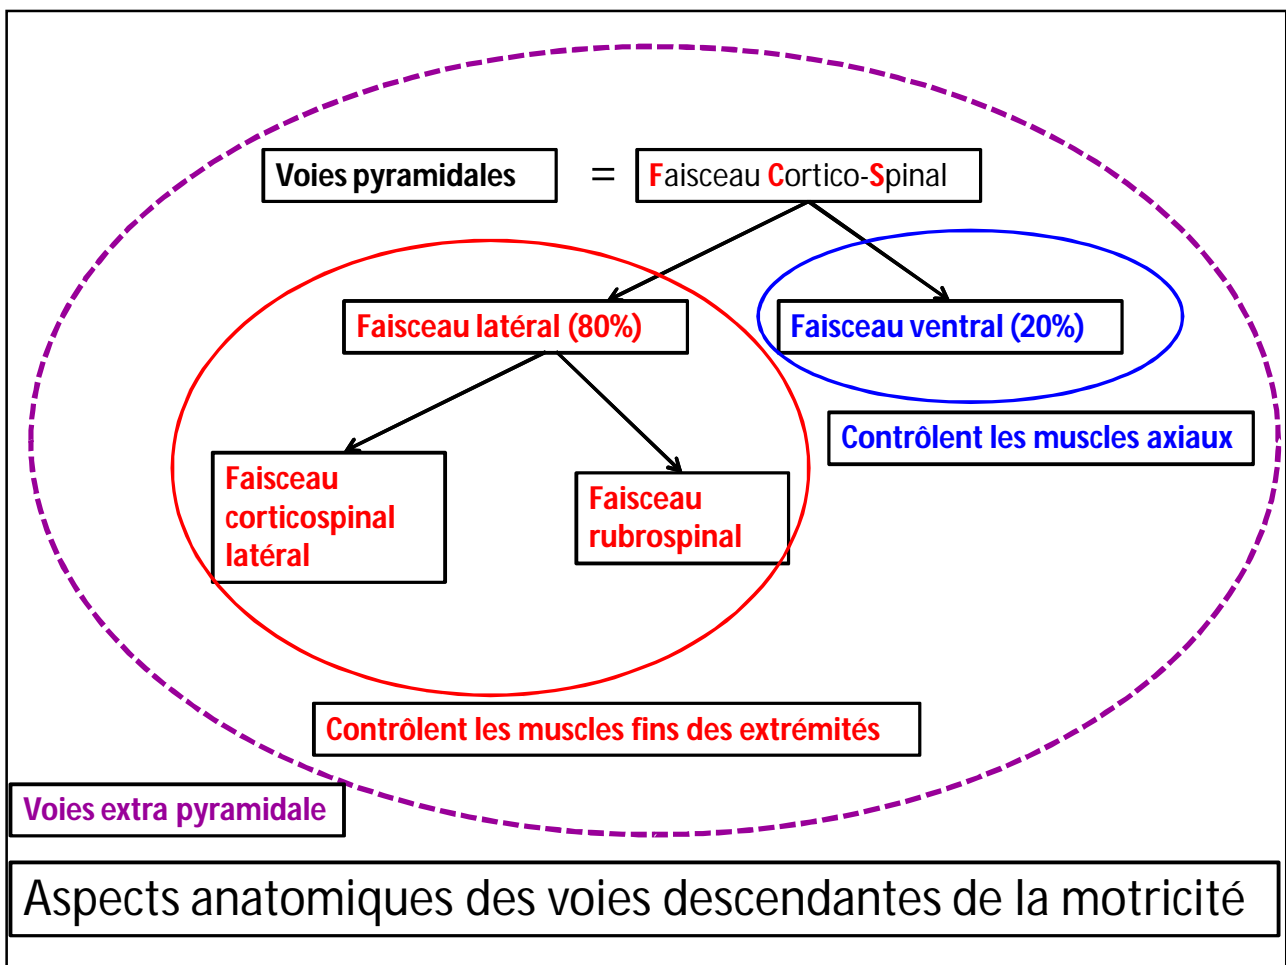 Voies pyramidales = Faisceau Cortico-Spinal
Faisceau latéral (80%)
Faisceau ventral (20%)
Contrôlent les muscles axiaux
Faisceau
corticospinal
latéral
Faisceau
rubrospinal
Contrôlent les muscles fins des extrémités
Voies extra pyramidale
Aspects anatomiques des voies descendantes de la motricité